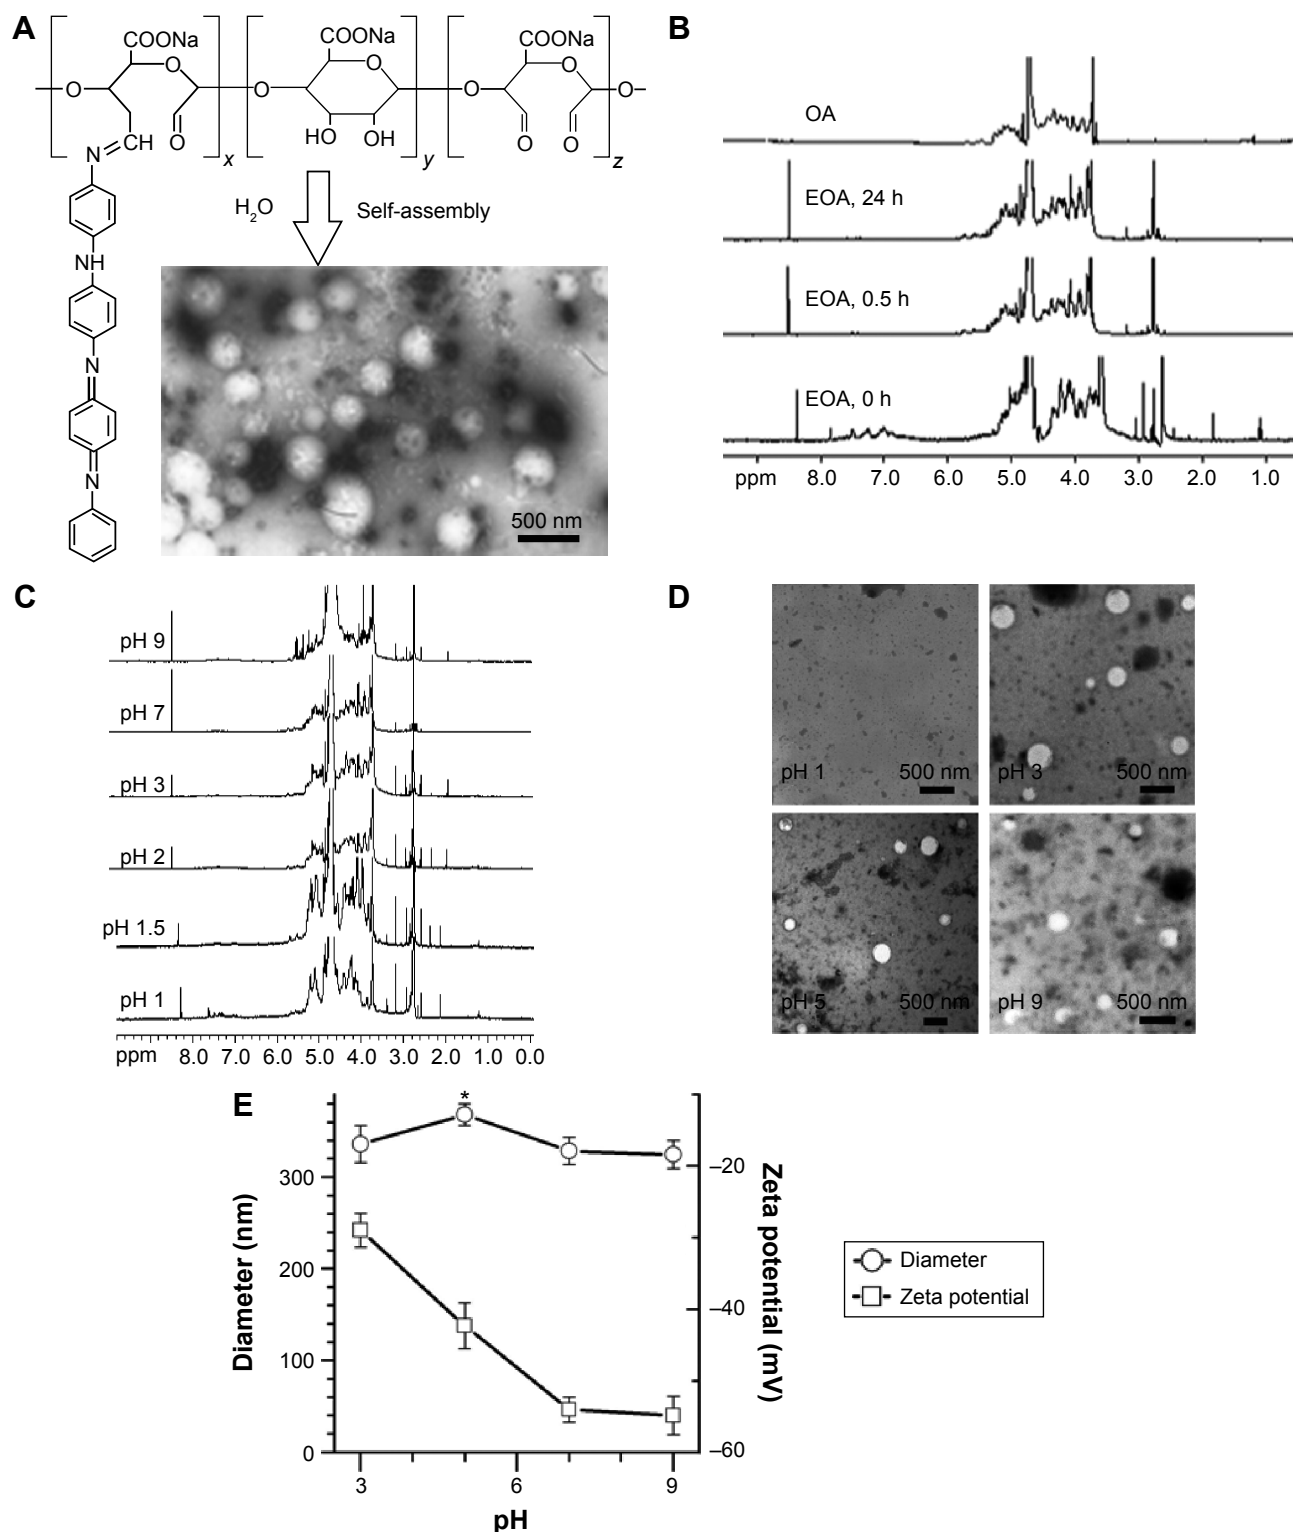 A
COONa
COONa
COONa
O
O
O
O
O
O
O
O
HO
OH
O
O
CH
N
x
y
z
H2O
Self-assembly
NH
N
N
500 nm
B
OA
EOA, 24 h
EOA, 0.5 h
EOA, 0 h
ppm 8.0 7.0 6.0 5.0 4.0 3.0 2.0 1.0
C
pH 9
pH 7
pH 3
pH 2
pH 1.5
pH 1
ppm 8.0 7.0 6.0 5.0 4.0 3.0 2.0 1.0 0.0
D
pH 1 500 nm
pH 3 500 nm
pH 5 500 nm
pH 9 500 nm
E
*
300
200
100
0
Diameter (nm)
–20
–40
–60
Zeta potential (mV)
3 6 9
pH
Diameter
Zeta potential